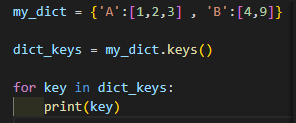 my_dict = {'A':[1,2,3] , 'B':[4,9]}
dict_keys = my_dict.keys()
for key in dict_keys:
    print(key)